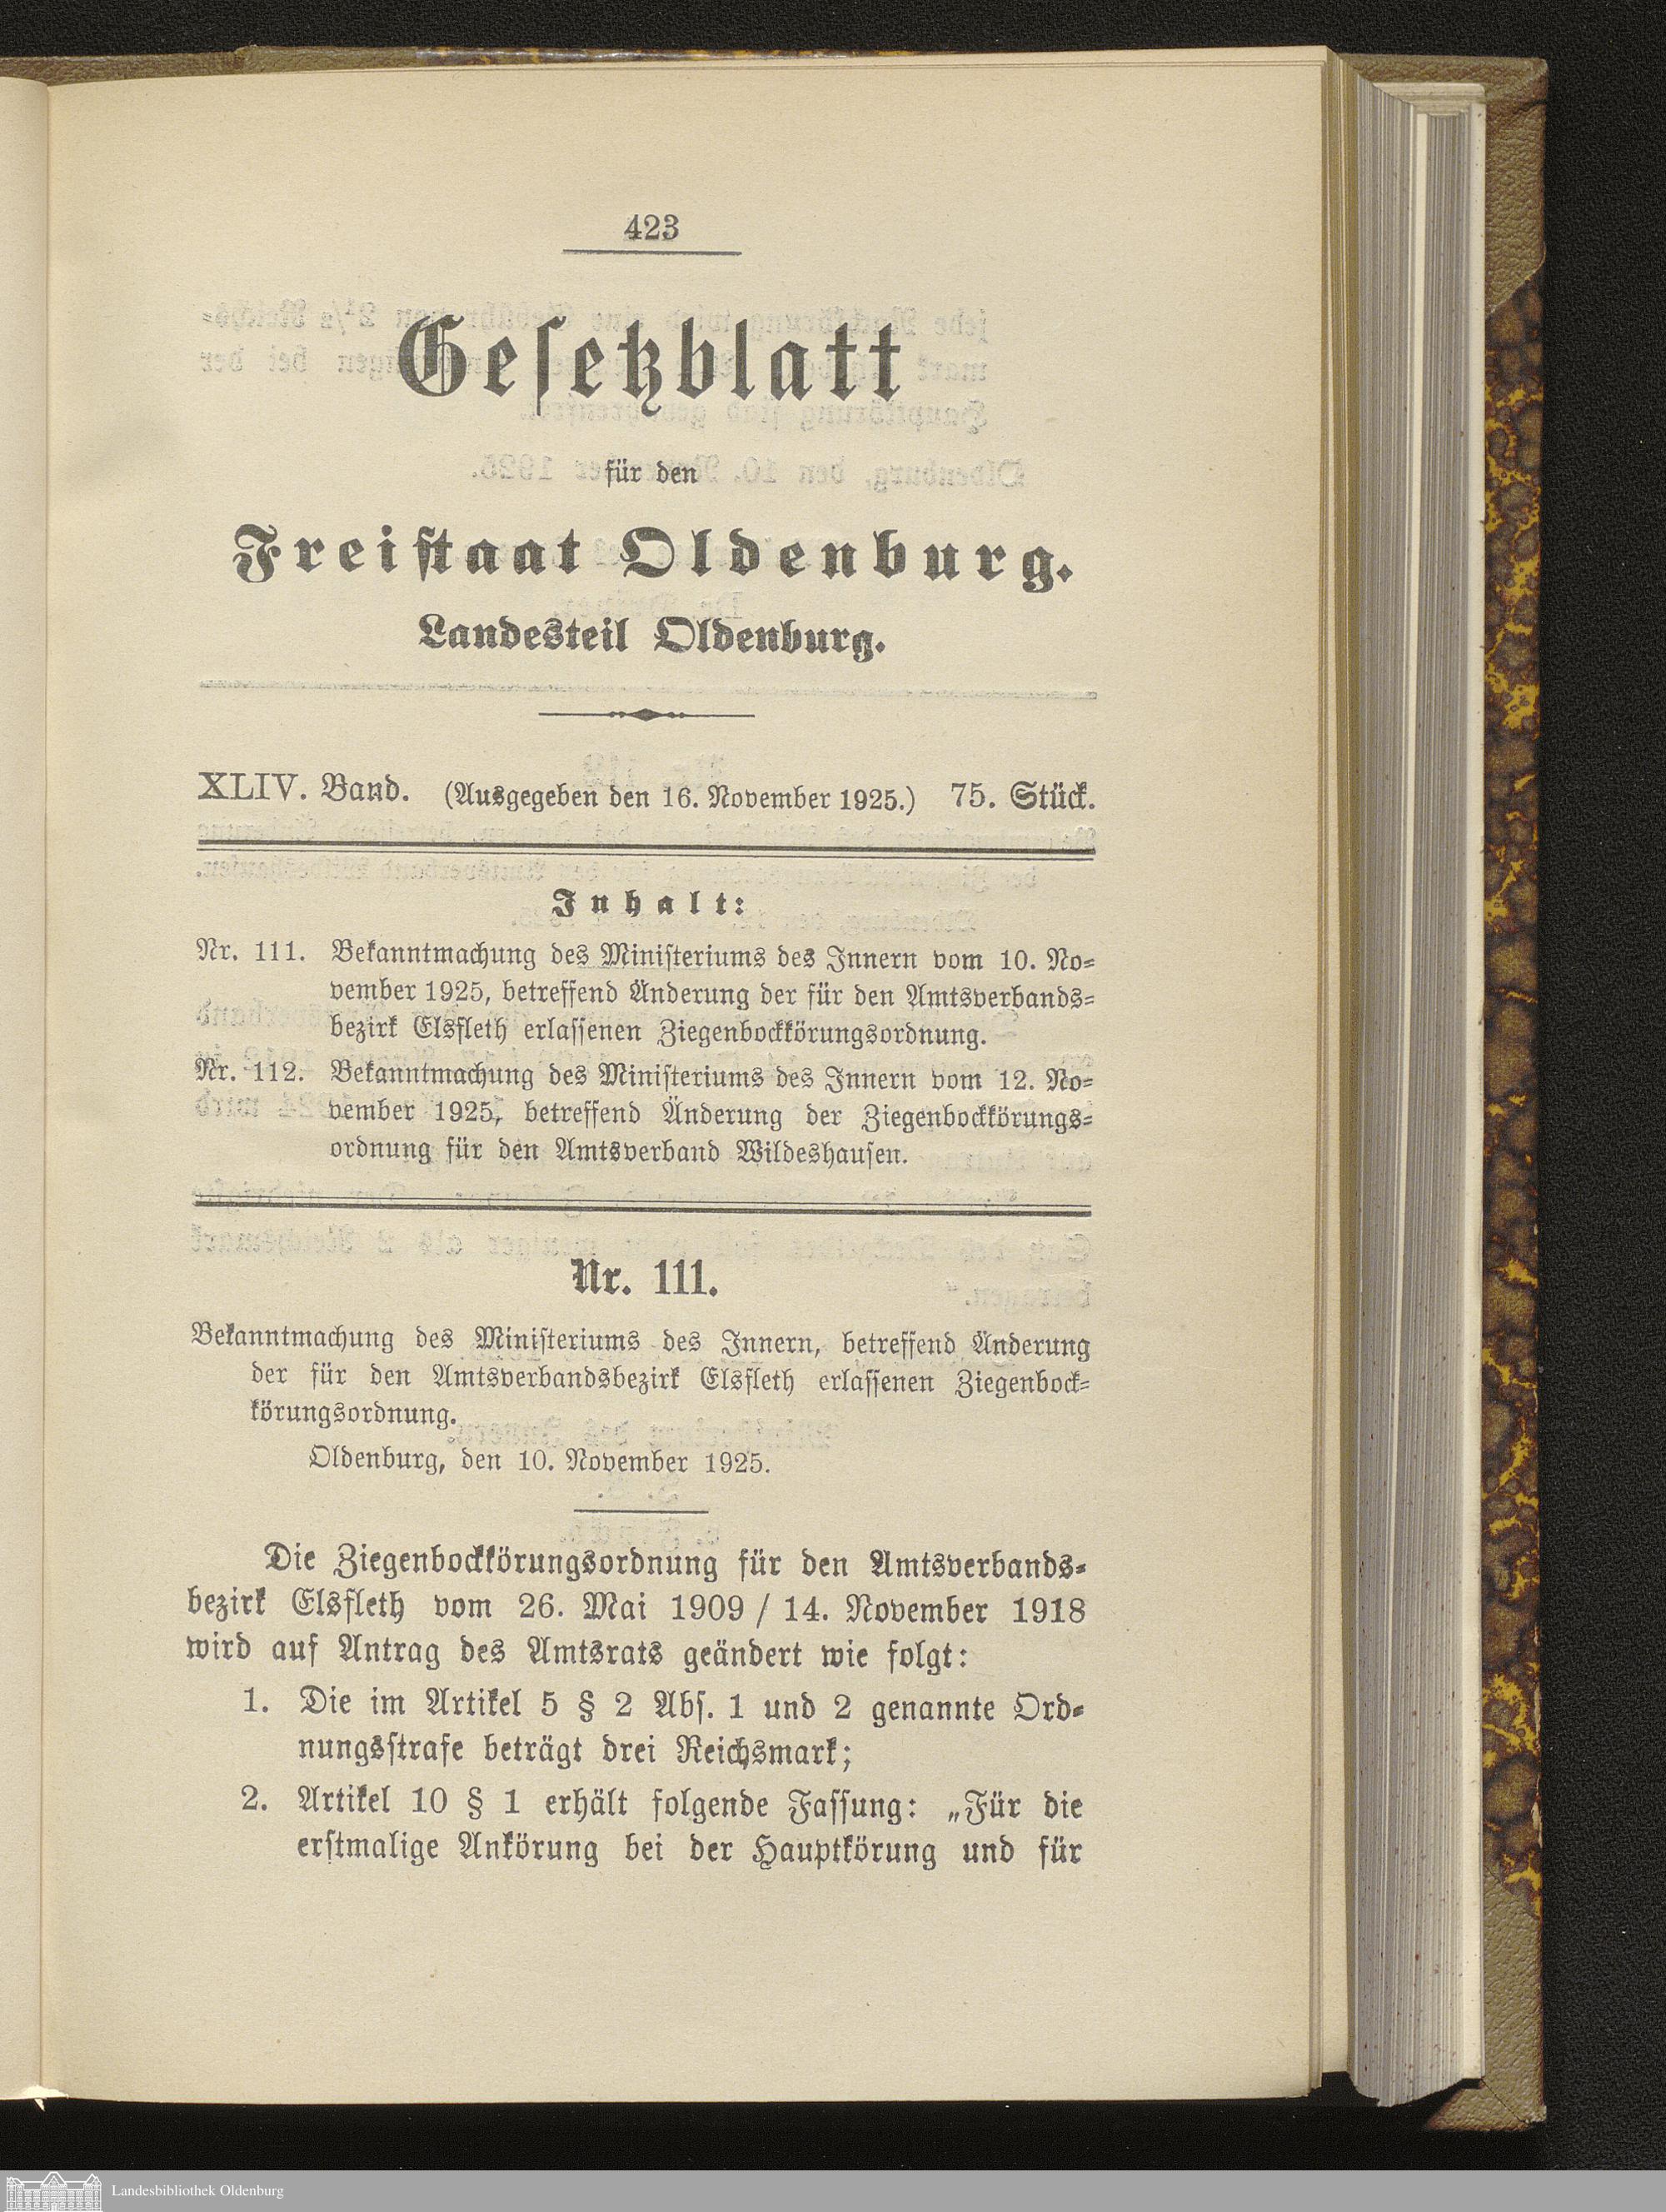 423
Gesetzblatt
für den
Freistaat Oldenburg.
Landesteil Oldenburg.
XLIV. Band. (Ausgegeben den 16. November 1925.) 75. Stück.
Inhalt:
Nr. 111. Bekanntmachung des Ministeriums des Innern vom 10. No-
vember 1925, betreffend Änderung der für den Amtsverbands-
bezirk Elsfleth erlassenen Ziegenbockkörungsordnung.
Nr. 112. Bekanntmachung des Ministeriums des Innern vom 12. No-
vember 1925, betreffend Änderung der Ziegenbockkörungs-
ordnung für den Amtsverband Wildeshausen.
Nr. 111.
Bekanntmachung des Ministeriums des Innern, betreffend Änderung
der für den Amtsverbandsbezirk Elsfleth erlassenen Ziegenbock-
körungsordnung.
Oldenburg, den 10. November 1925.
Die Ziegenbockkörungsordnung für den Amtsverbands-
bezirk Elsfleth vom 26. Mai 1909 / 14. November 1918
wird auf Antrag des Amtsrats geändert wie folgt:
1. Die im Artikel 5 § 2 Abs. 1 und 2 genannte Ord-
nungsstrafe beträgt drei Reichsmark;
2. Artikel 10 § 1 erhält folgende Fassung: „Für die
erstmalige Ankörung bei der Hauptkörung und für
Landesbibliothek Oldenburg